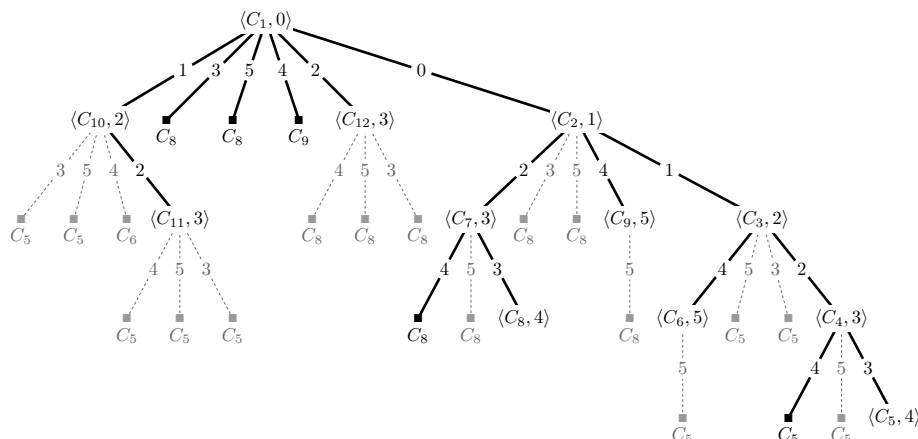 ⟨C₁, 0⟩
1 3 5 4 2 0
⟨C₁₀, 2⟩ C₈ C₈ C₉ ⟨C₁₂, 3⟩ ⟨C₂, 1⟩
3 5 4 2 4 5 3 2 3 5 4 1
C₅ C₅ C₆ ⟨C₁₁, 3⟩ C₈ C₈ C₈ ⟨C₇, 3⟩ C₈ C₈ ⟨C₉, 5⟩ ⟨C₃, 2⟩
4 5 3 4 5 3 5 4 5 3 2
C₅ C₅ C₅ C₈ C₈ ⟨C₈, 4⟩ C₈ ⟨C₆, 5⟩ C₅ C₅ ⟨C₄, 3⟩
5 4 5 3
C₅ C₅ C₅ ⟨C₅, 4⟩